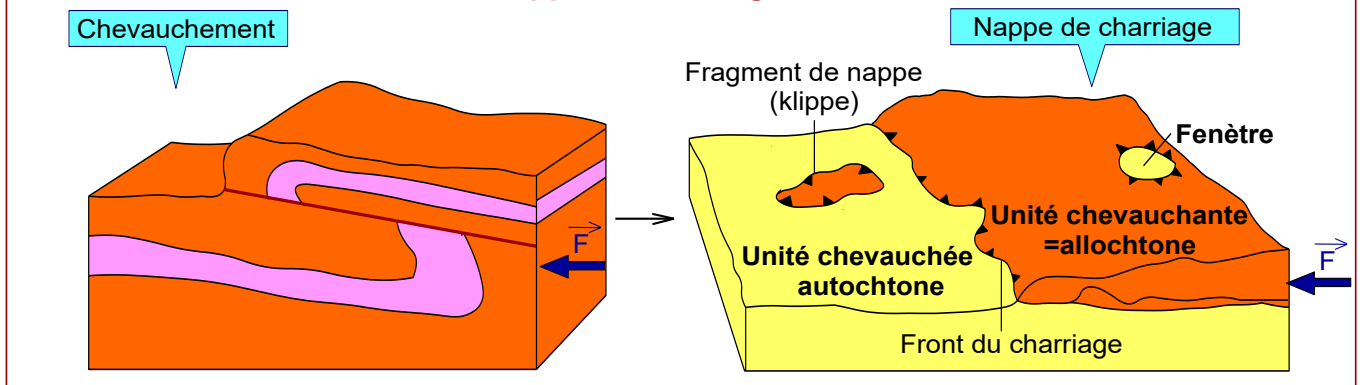 Chevauchement
Nappe de charriage
Fragment de nappe
(klippe)
Fenètre
Unité chevauchante
=allochtone
F
F
Unité chevauchée
autochtone
Front du charriage